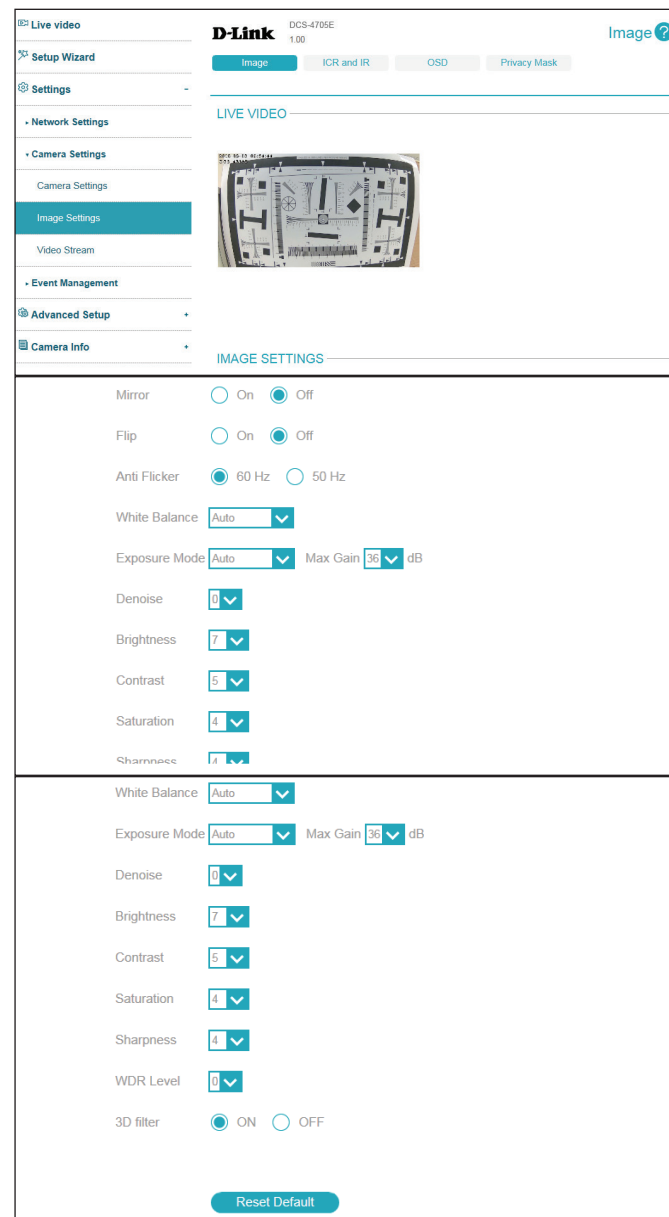 Live video
Setup Wizard
Settings -
Network Settings
Camera Settings
Camera Settings
Image Settings
Video Stream
Event Management
Advanced Setup +
Camera Info +
D-Link DCS-4705E
1.00
Image ?
Image ICR and IR OSD Privacy Mask
LIVE VIDEO
IMAGE SETTINGS
Mirror On Off
Flip On Off
Anti Flicker 60 Hz 50 Hz
White Balance Auto
Exposure Mode Auto Max Gain 36 dB
Denoise 0
Brightness 7
Contrast 5
Saturation 4
Sharpness 4
White Balance Auto
Exposure Mode Auto Max Gain 36 dB
Denoise 0
Brightness 7
Contrast 5
Saturation 4
Sharpness 4
WDR Level 0
3D filter ON OFF
Reset Default